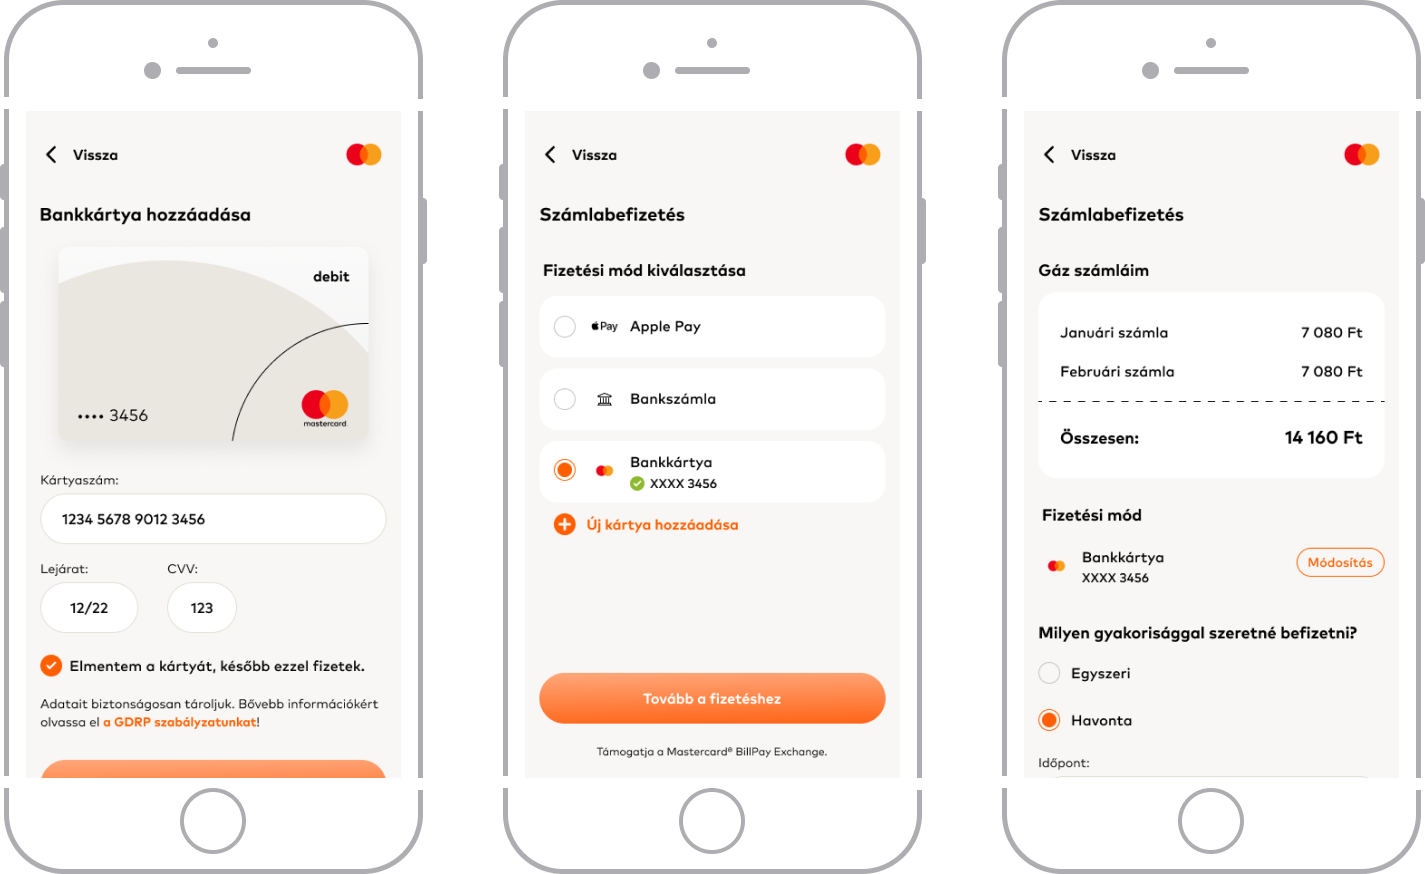 Vissza
Bankkártya hozzáadása
debit
•••• 3456
mastercard.
Kártyaszám:
1234 5678 9012 3456
Lejárat:
CVV:
12/22
123
Elmentem a kártyát, később ezzel fizetek.
Adatait biztonságosan tároljuk. Bővebb információkért
olvassa el a GDRP szabályzatunkat!
Vissza
Számlabefizetés
Fizetési mód kiválasztása
Pay Apple Pay
Bankszámla
Bankkártya
XXXX 3456
Új kártya hozzáadása
Tovább a fizetéshez
Támogatja a Mastercard® BillPay Exchange.
Vissza
Számlabefizetés
Gáz számláim
Januári számla 7 080 Ft
Februári számla 7 080 Ft
Összesen: 14 160 Ft
Fizetési mód
Bankkártya
XXXX 3456
Módosítás
Milyen gyakorisággal szeretné befizetni?
Egyszeri
Havonta
Időpont: